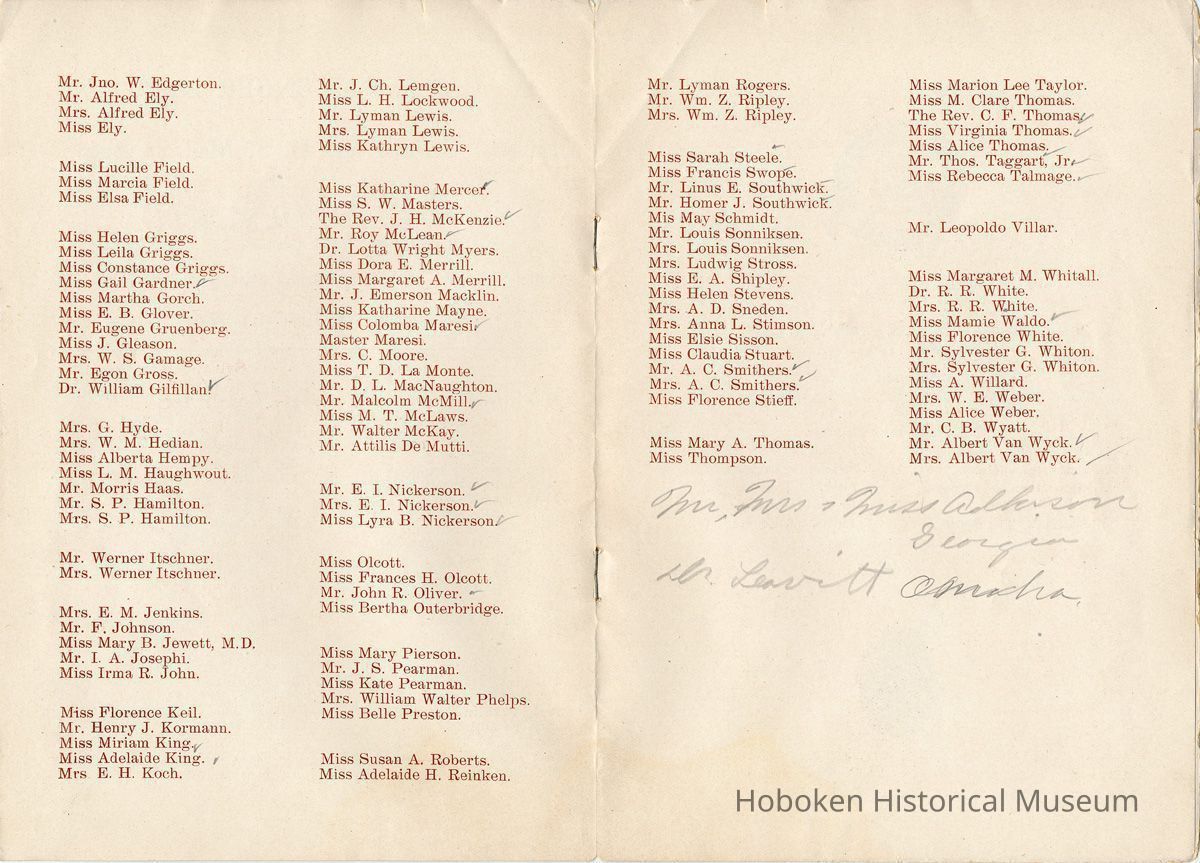 Mr. Jno. W. Edgerton.
Mr. Alfred Ely.
Mrs. Alfred Ely.
Miss Ely.
Miss Lucille Field.
Miss Marcia Field.
Miss Elsa Field.
Miss Helen Griggs.
Miss Leila Griggs.
Miss Constance Griggs.
Miss Gail Gardner.
Miss Martha Gorch.
Miss E. B. Glover.
Mr. Eugene Gruenberg.
Miss J. Gleason.
Mrs. W. S. Gamage.
Mr. Egon Gross.
Dr. William Gilfillan.
Mrs. G. Hyde.
Mrs. W. M. Hedian.
Miss Alberta Hempy.
Miss L. M. Haughwout.
Mr. Morris Haas.
Mr. S. P. Hamilton.
Mrs. S. P. Hamilton.
Mr. Werner Itschner.
Mrs. Werner Itschner.
Mrs. E. M. Jenkins.
Mr. F. Johnson.
Miss Mary B. Jewett, M.D.
Mr. I. A. Josephi.
Miss Irma R. John.
Miss Florence Keil.
Mr. Henry J. Kormann.
Miss Miriam King.
Miss Adelaide King.
Mrs E. H. Koch.
Mr. J. Ch. Lemgen.
Miss L. H. Lockwood.
Mr. Lyman Lewis.
Mrs. Lyman Lewis.
Miss Kathryn Lewis.
Miss Katharine Mercer.
Miss S. W. Masters.
The Rev. J. H. McKenzie.
Mr. Roy McLean.
Dr. Lotta Wright Myers.
Miss Dora E. Merrill.
Miss Margaret A. Merrill.
Mr. J. Emerson Macklin.
Miss Katharine Mayne.
Miss Colomba Maresi.
Master Maresi.
Mrs. C. Moore.
Miss T. D. La Monte.
Mr. D. L. MacNaughton.
Mr. Malcolm McMill.
Miss M. T. McLaws.
Mr. Walter McKay.
Mr. Attilis De Mutti.
Mr. E. I. Nickerson.
Mrs. E. I. Nickerson.
Miss Lyra B. Nickerson.
Miss Olcott.
Miss Frances H. Olcott.
Mr. John R. Oliver.
Miss Bertha Outerbridge.
Miss Mary Pierson.
Mr. J. S. Pearman.
Miss Kate Pearman.
Mrs. William Walter Phelps.
Miss Belle Preston.
Miss Susan A. Roberts.
Miss Adelaide H. Reinken.
Mr. Lyman Rogers.
Mr. Wm. Z. Ripley.
Mrs. Wm. Z. Ripley.
Miss Sarah Steele.
Miss Francis Swope.
Mr. Linus E. Southwick.
Mr. Homer J. Southwick.
Mis May Schmidt.
Mr. Louis Sonniksen.
Mrs. Louis Sonniksen.
Mrs. Ludwig Stross.
Miss E. A. Shipley.
Miss Helen Stevens.
Mrs. A. D. Sneden.
Mrs. Anna L. Stimson.
Miss Elsie Sisson.
Miss Claudia Stuart.
Mr. A. C. Smithers.
Mrs. A. C. Smithers.
Miss Florence Stieff.
Miss Mary A. Thomas.
Miss Thompson.
Miss Marion Lee Taylor.
Miss M. Clare Thomas.
The Rev. C. F. Thomas.
Miss Virginia Thomas.
Miss Alice Thomas.
Mr. Thos. Taggart, Jr.
Miss Rebecca Talmage.
Mr. Leopoldo Villar.
Miss Margaret M. Whitall.
Dr. R. R. White.
Mrs. R. R. White.
Miss Mamie Waldo.
Miss Florence White.
Mr. Sylvester G. Whiton.
Mrs. Sylvester G. Whiton.
Miss A. Willard.
Mrs. W. E. Weber.
Miss Alice Weber.
Mr. C. B. Wyatt.
Mr. Albert Van Wyck.
Mrs. Albert Van Wyck.
Mr, Mrs & Miss Adkison
Georgia
Dr. Leavitt Omaha.
Hoboken Historical Museum